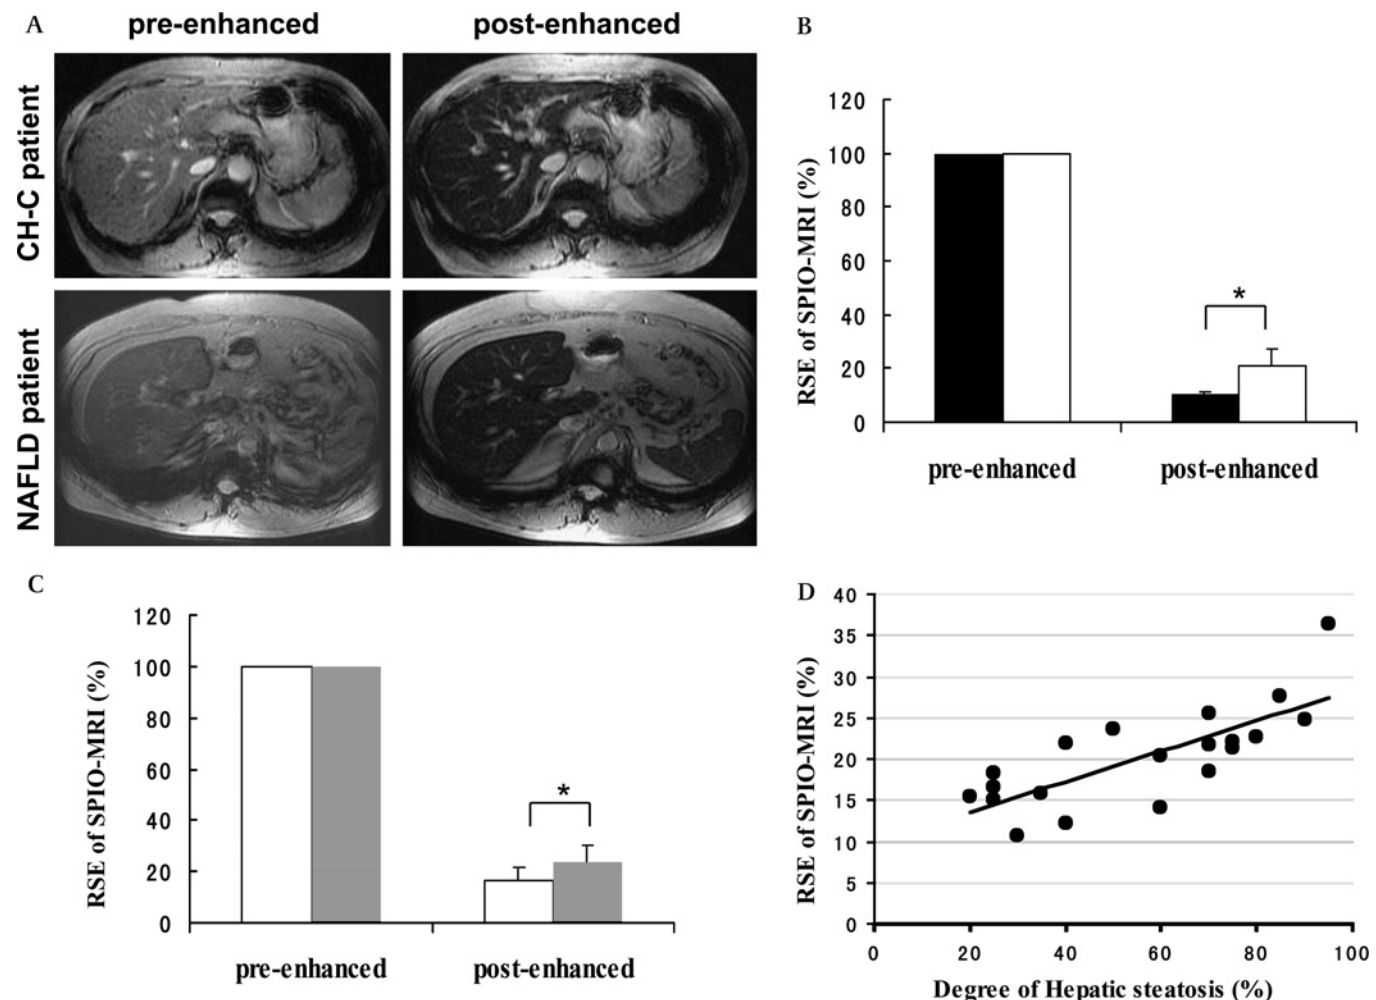 A
pre-enhanced
post-enhanced
CH-C patient
NAFLD patient
B
RSE of SPIO-MRI (%)
120
100
80
60
40
20
0
*
pre-enhanced
post-enhanced
C
RSE of SPIO-MRI (%)
120
100
80
60
40
20
0
*
pre-enhanced
post-enhanced
D
RSE of SPIO-MRI (%)
40
35
30
25
20
15
10
5
0
0 20 40 60 80 100
Degree of Hepatic steatosis (%)